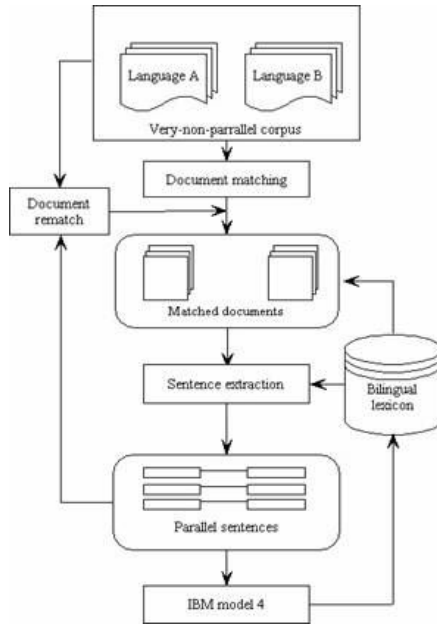 Language A
Language B
Very-non-parrallel corpus
Document matching
Document
rematch
Matched documents
Sentence extraction
Bilingual
lexicon
Parallel sentences
IBM model 4